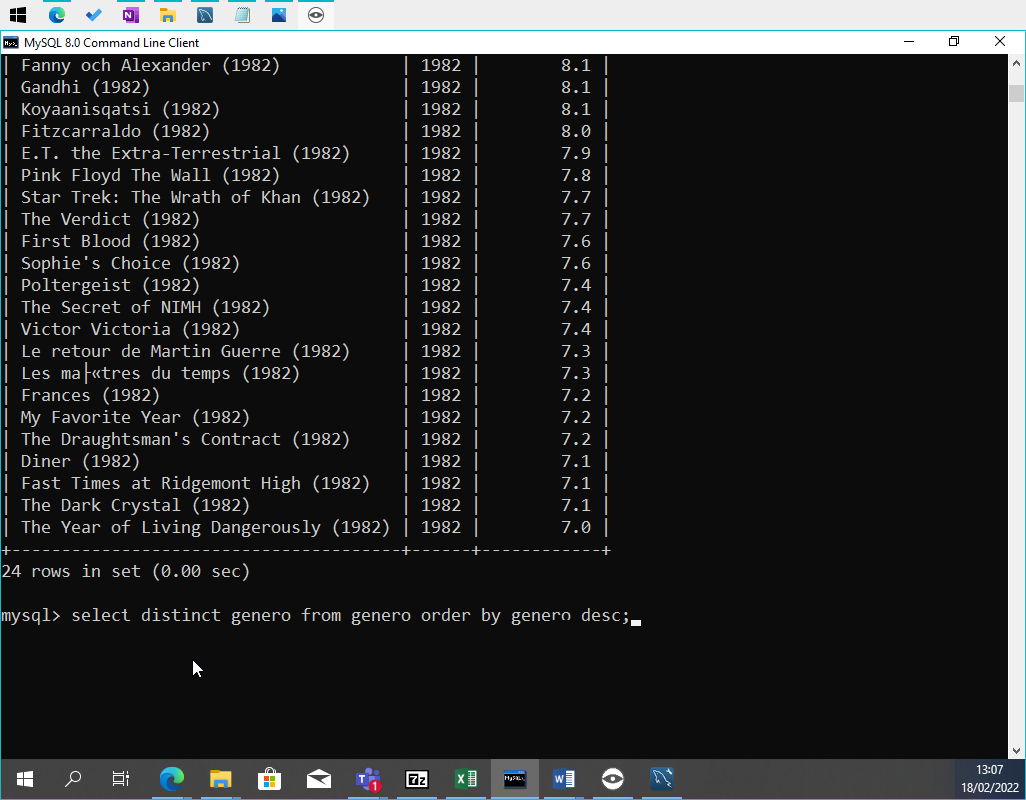 MySQL 8.0 Command Line Client
| Fanny och Alexander (1982) | 1982 | 8.1 |
| Gandhi (1982) | 1982 | 8.1 |
| Koyaanisqatsi (1982) | 1982 | 8.1 |
| Fitzcarraldo (1982) | 1982 | 8.0 |
| E.T. the Extra-Terrestrial (1982) | 1982 | 7.9 |
| Pink Floyd The Wall (1982) | 1982 | 7.8 |
| Star Trek: The Wrath of Khan (1982) | 1982 | 7.7 |
| The Verdict (1982) | 1982 | 7.7 |
| First Blood (1982) | 1982 | 7.6 |
| Sophie's Choice (1982) | 1982 | 7.6 |
| Poltergeist (1982) | 1982 | 7.4 |
| The Secret of NIMH (1982) | 1982 | 7.4 |
| Victor Victoria (1982) | 1982 | 7.4 |
| Le retour de Martin Guerre (1982) | 1982 | 7.3 |
| Les ma├«tres du temps (1982) | 1982 | 7.3 |
| Frances (1982) | 1982 | 7.2 |
| My Favorite Year (1982) | 1982 | 7.2 |
| The Draughtsman's Contract (1982) | 1982 | 7.2 |
| Diner (1982) | 1982 | 7.1 |
| Fast Times at Ridgemont High (1982) | 1982 | 7.1 |
| The Dark Crystal (1982) | 1982 | 7.1 |
| The Year of Living Dangerously (1982) | 1982 | 7.0 |
+---------------------------------------+------+------------+
24 rows in set (0.00 sec)
mysql> select distinct genero from genero order by genero desc;
13:07
18/02/2022